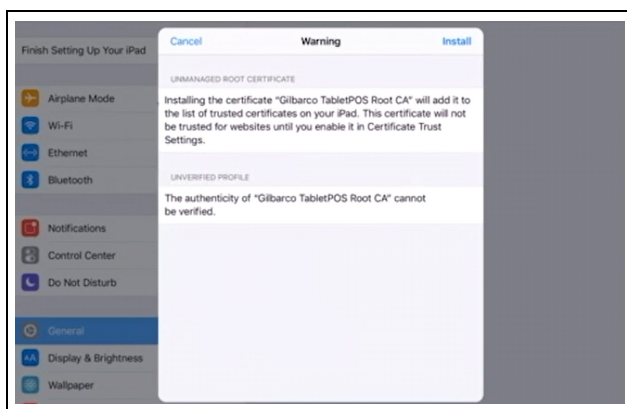 Finish Setting Up Your iPad
Airplane Mode
Wi-Fi
Ethernet
Bluetooth
Notifications
Control Center
Do Not Disturb
General
Display & Brightness
Wallpaper
Cancel
Warning
Install
UNMANAGED ROOT CERTIFICATE
Installing the certificate “Gilbarco TabletPOS Root CA” will add it to
the list of trusted certificates on your iPad. This certificate will not
be trusted for websites until you enable it in Certificate Trust
Settings.
UNVERIFIED PROFILE
The authenticity of “Gilbarco TabletPOS Root CA” cannot
be verified.